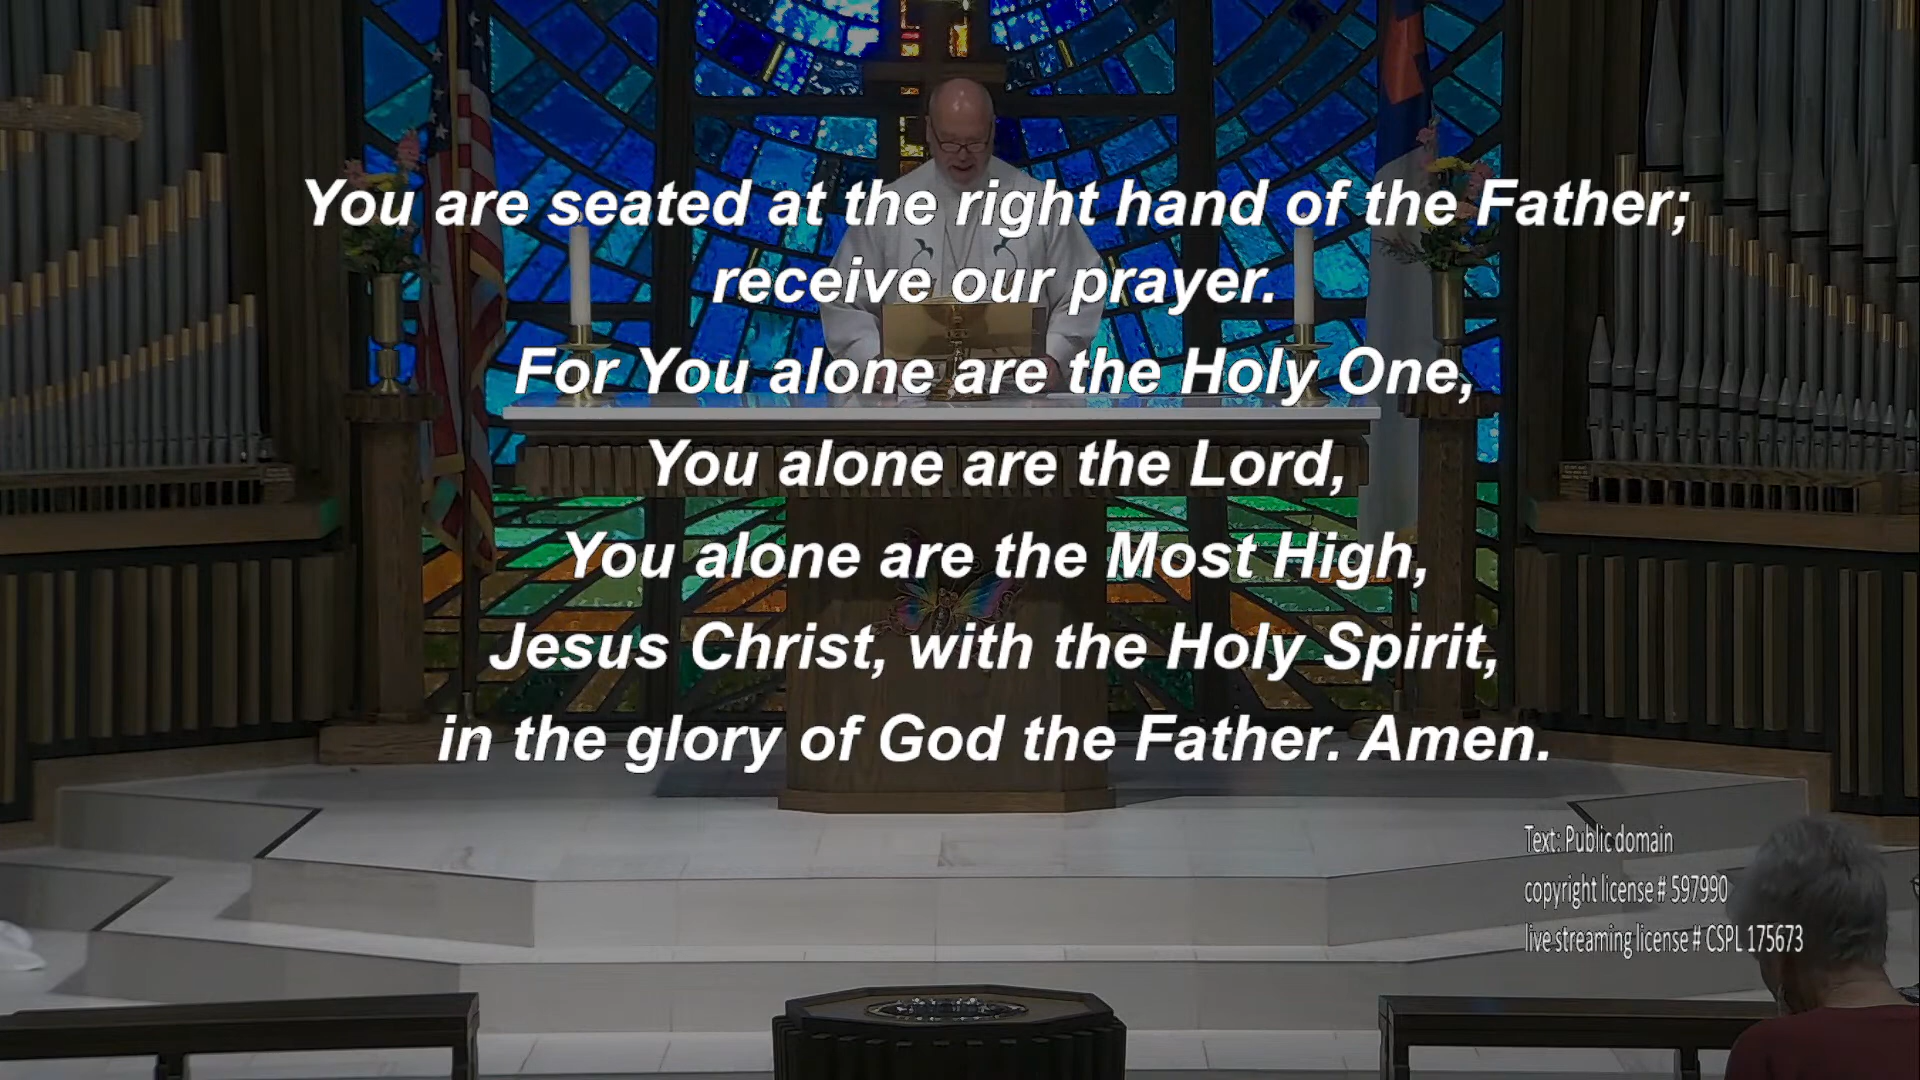 You are seated at the right hand of the Father;
receive our prayer.
For You alone are the Holy One,
You alone are the Lord,
You alone are the Most High,
Jesus Christ, with the Holy Spirit,
in the glory of God the Father. Amen.
Text: Public domain
copyright license # 597990
live streaming license # CSPL 175673